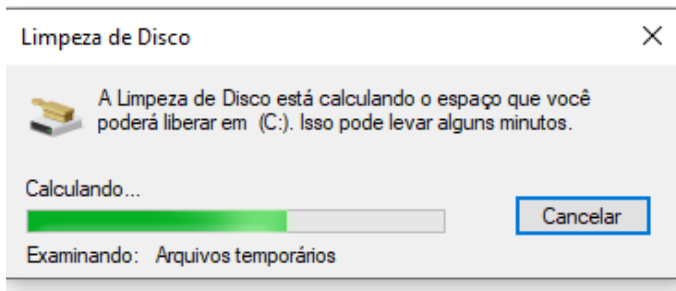 Limpeza de Disco
A Limpeza de Disco está calculando o espaço que você
poderá liberar em  (C:). Isso pode levar alguns minutos.
Calculando...
Cancelar
Examinando:   Arquivos temporários